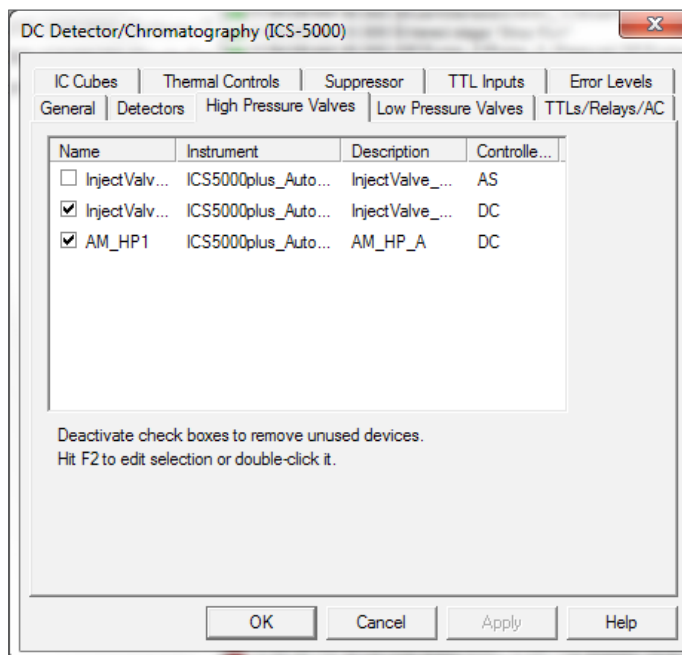 DC Detector/Chromatography (ICS-5000)
IC Cubes Thermal Controls Suppressor TTL Inputs Error Levels
General Detectors High Pressure Valves Low Pressure Valves TTLs/Relays/AC
Name Instrument Description Controlle...
InjectValv... ICS5000plus_Auto... InjectValve_... AS
InjectValv... ICS5000plus_Auto... InjectValve_... DC
AM_HP1 ICS5000plus_Auto... AM_HP_A DC
Deactivate check boxes to remove unused devices.
Hit F2 to edit selection or double-click it.
OK Cancel Apply Help